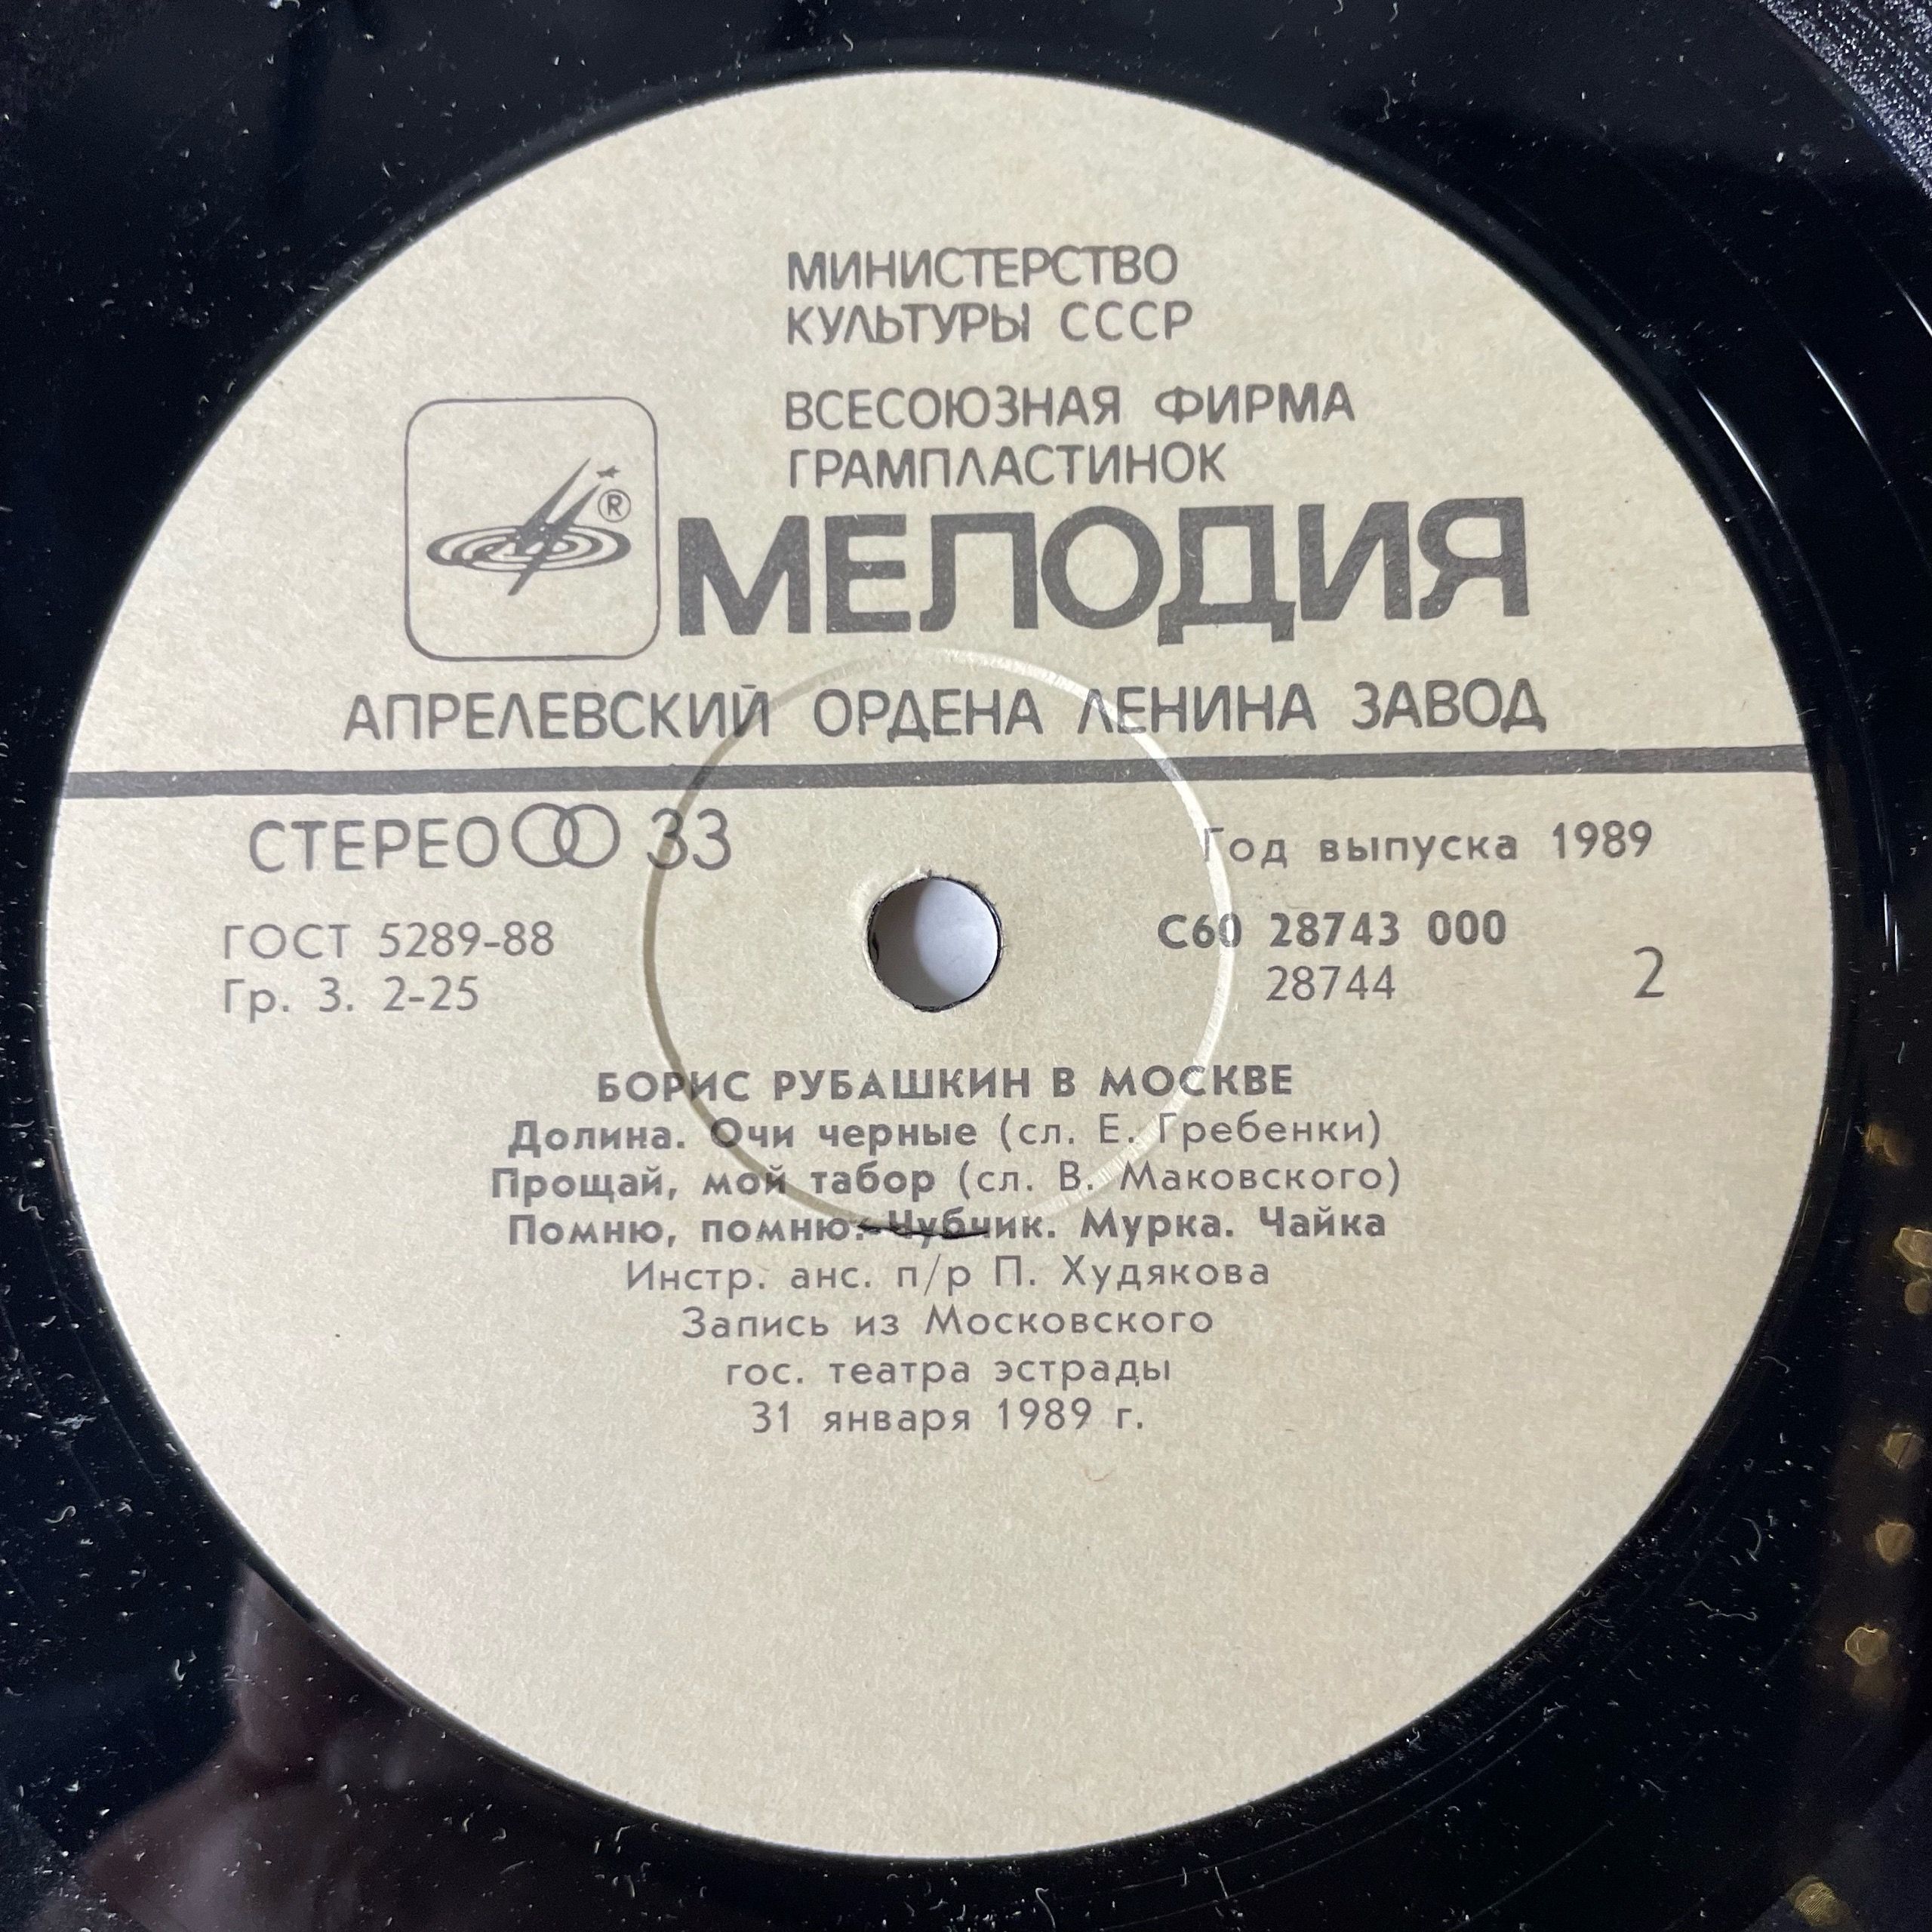 МИНИСТЕРСТВО
КУЛЬТУРЫ СССР
ВСЕСОЮЗНАЯ ФИРМА
ГРАМПЛАСТИНОК
®
МЕЛОДИЯ
АПРЕЛЕВСКИЙ ОРДЕНА ЛЕНИНА ЗАВОД
СТЕРЕО 33
Год выпуска 1989
ГОСТ 5289-88
Гр. 3. 2-25
С60 28743 000
28744
2
БОРИС РУБАШКИН В МОСКВЕ
Долина. Очи черные (сл. Е. Гребенки)
Прощай, мой табор (сл. В. Маковского)
Помню, помню. Чубчик. Мурка. Чайка
Инстр. анс. п/р П. Худякова
Запись из Московского
гос. театра эстрады
31 января 1989 г.